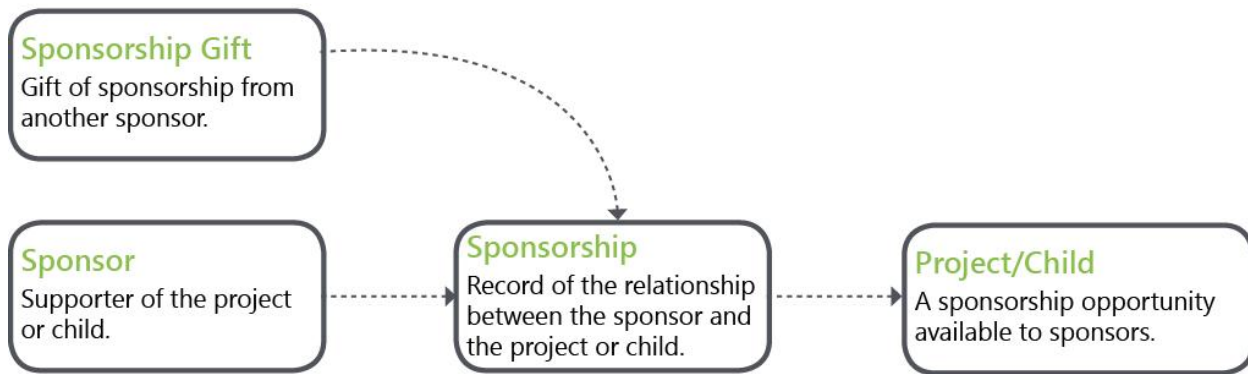 Sponsorship Gift
Gift of sponsorship from
another sponsor.
Sponsor
Supporter of the project
or child.
Sponsorship
Record of the relationship
between the sponsor and
the project or child.
Project/Child
A sponsorship opportunity
available to sponsors.